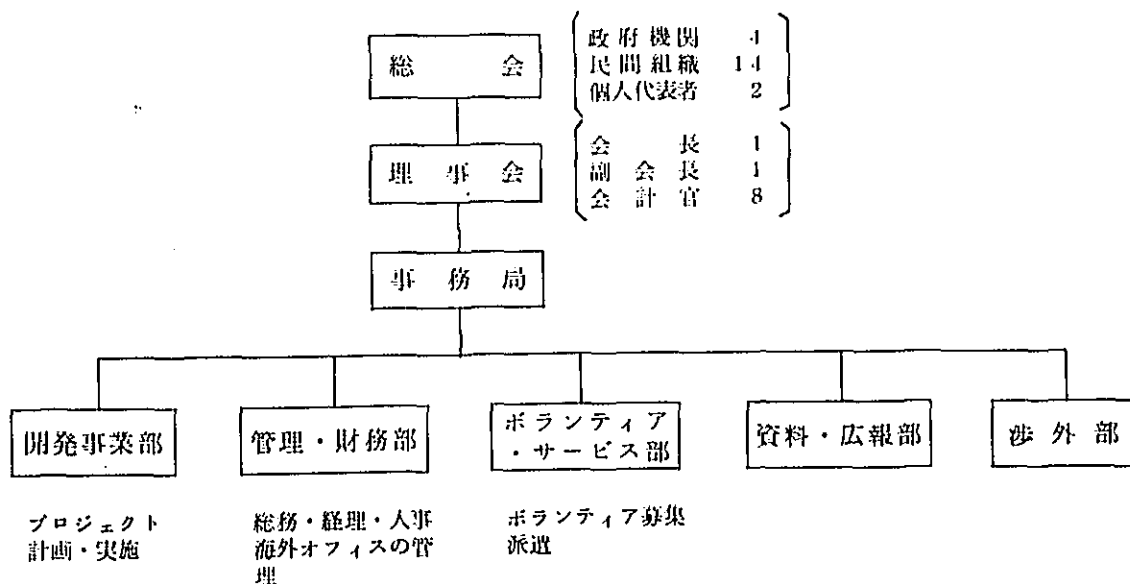 総会
政府機関 4
民間組織 14
個人代表者 2
理事会
会長 1
副会長 1
会計官 8
事務局
開発事業部
管理・財務部
ボランティア
・サービス部
資料・広報部
渉外部
プロジェクト
計画・実施
総務・経理・人事
海外オフィスの管
理
ボランティア募集
派遣